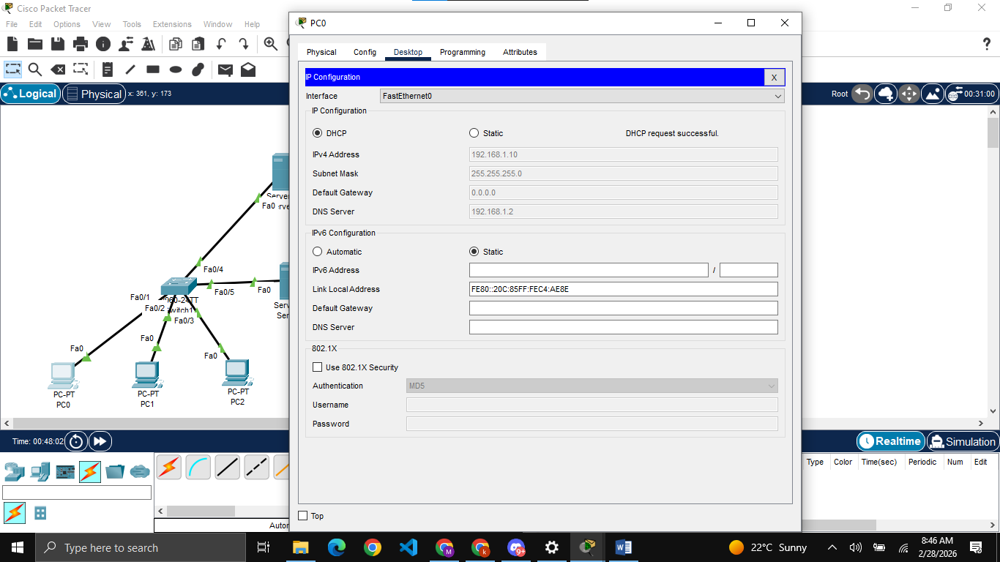 Cisco Packet Tracer
File Edit Options View Tools Extensions Window Help
Logical Physical x: 361, y: 173
Root 00:31:00
Server
Fa0
Fa0/4
Fa0/5
Fa0
Fa0/1
Fa0/2
Fa0/3
Fa0
Fa0
Fa0
PC-PT
PC0
PC-PT
PC1
PC-PT
PC2
Time: 00:48:02
Realtime Simulation
Type Color Time(sec) Periodic Num Edit
PC0
Physical Config Desktop Programming Attributes
IP Configuration X
Interface FastEthernet0
IP Configuration
DHCP Static DHCP request successful.
IPv4 Address 192.168.1.10
Subnet Mask 255.255.255.0
Default Gateway 0.0.0.0
DNS Server 192.168.1.2
IPv6 Configuration
Automatic Static
IPv6 Address /
Link Local Address FE80::20C:85FF:FEC4:AE8E
Default Gateway
DNS Server
802.1X
Use 802.1X Security
Authentication MD5
Username
Password
Top
Type here to search
22°C Sunny
8:46 AM
2/28/2026